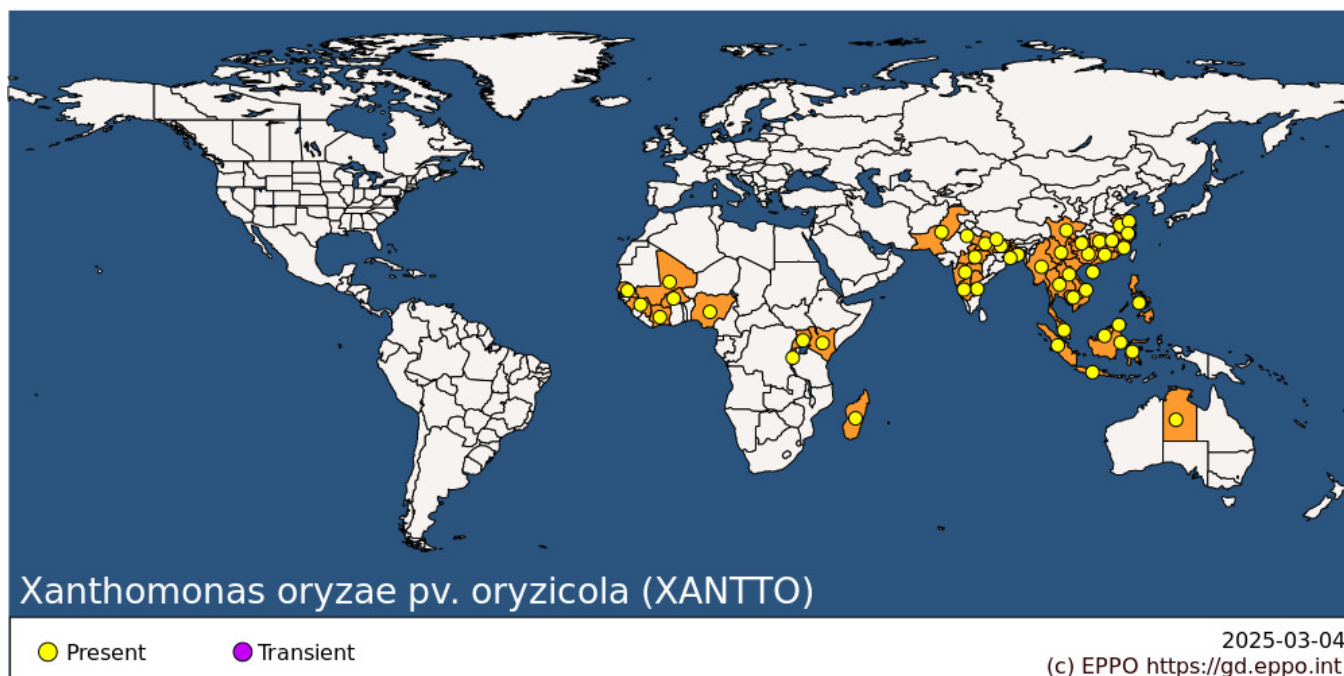 Xanthomonas oryzae pv. oryzicola (XANTTO)
Present
Transient
2025-03-04
(c) EPPO https://gd.eppo.int